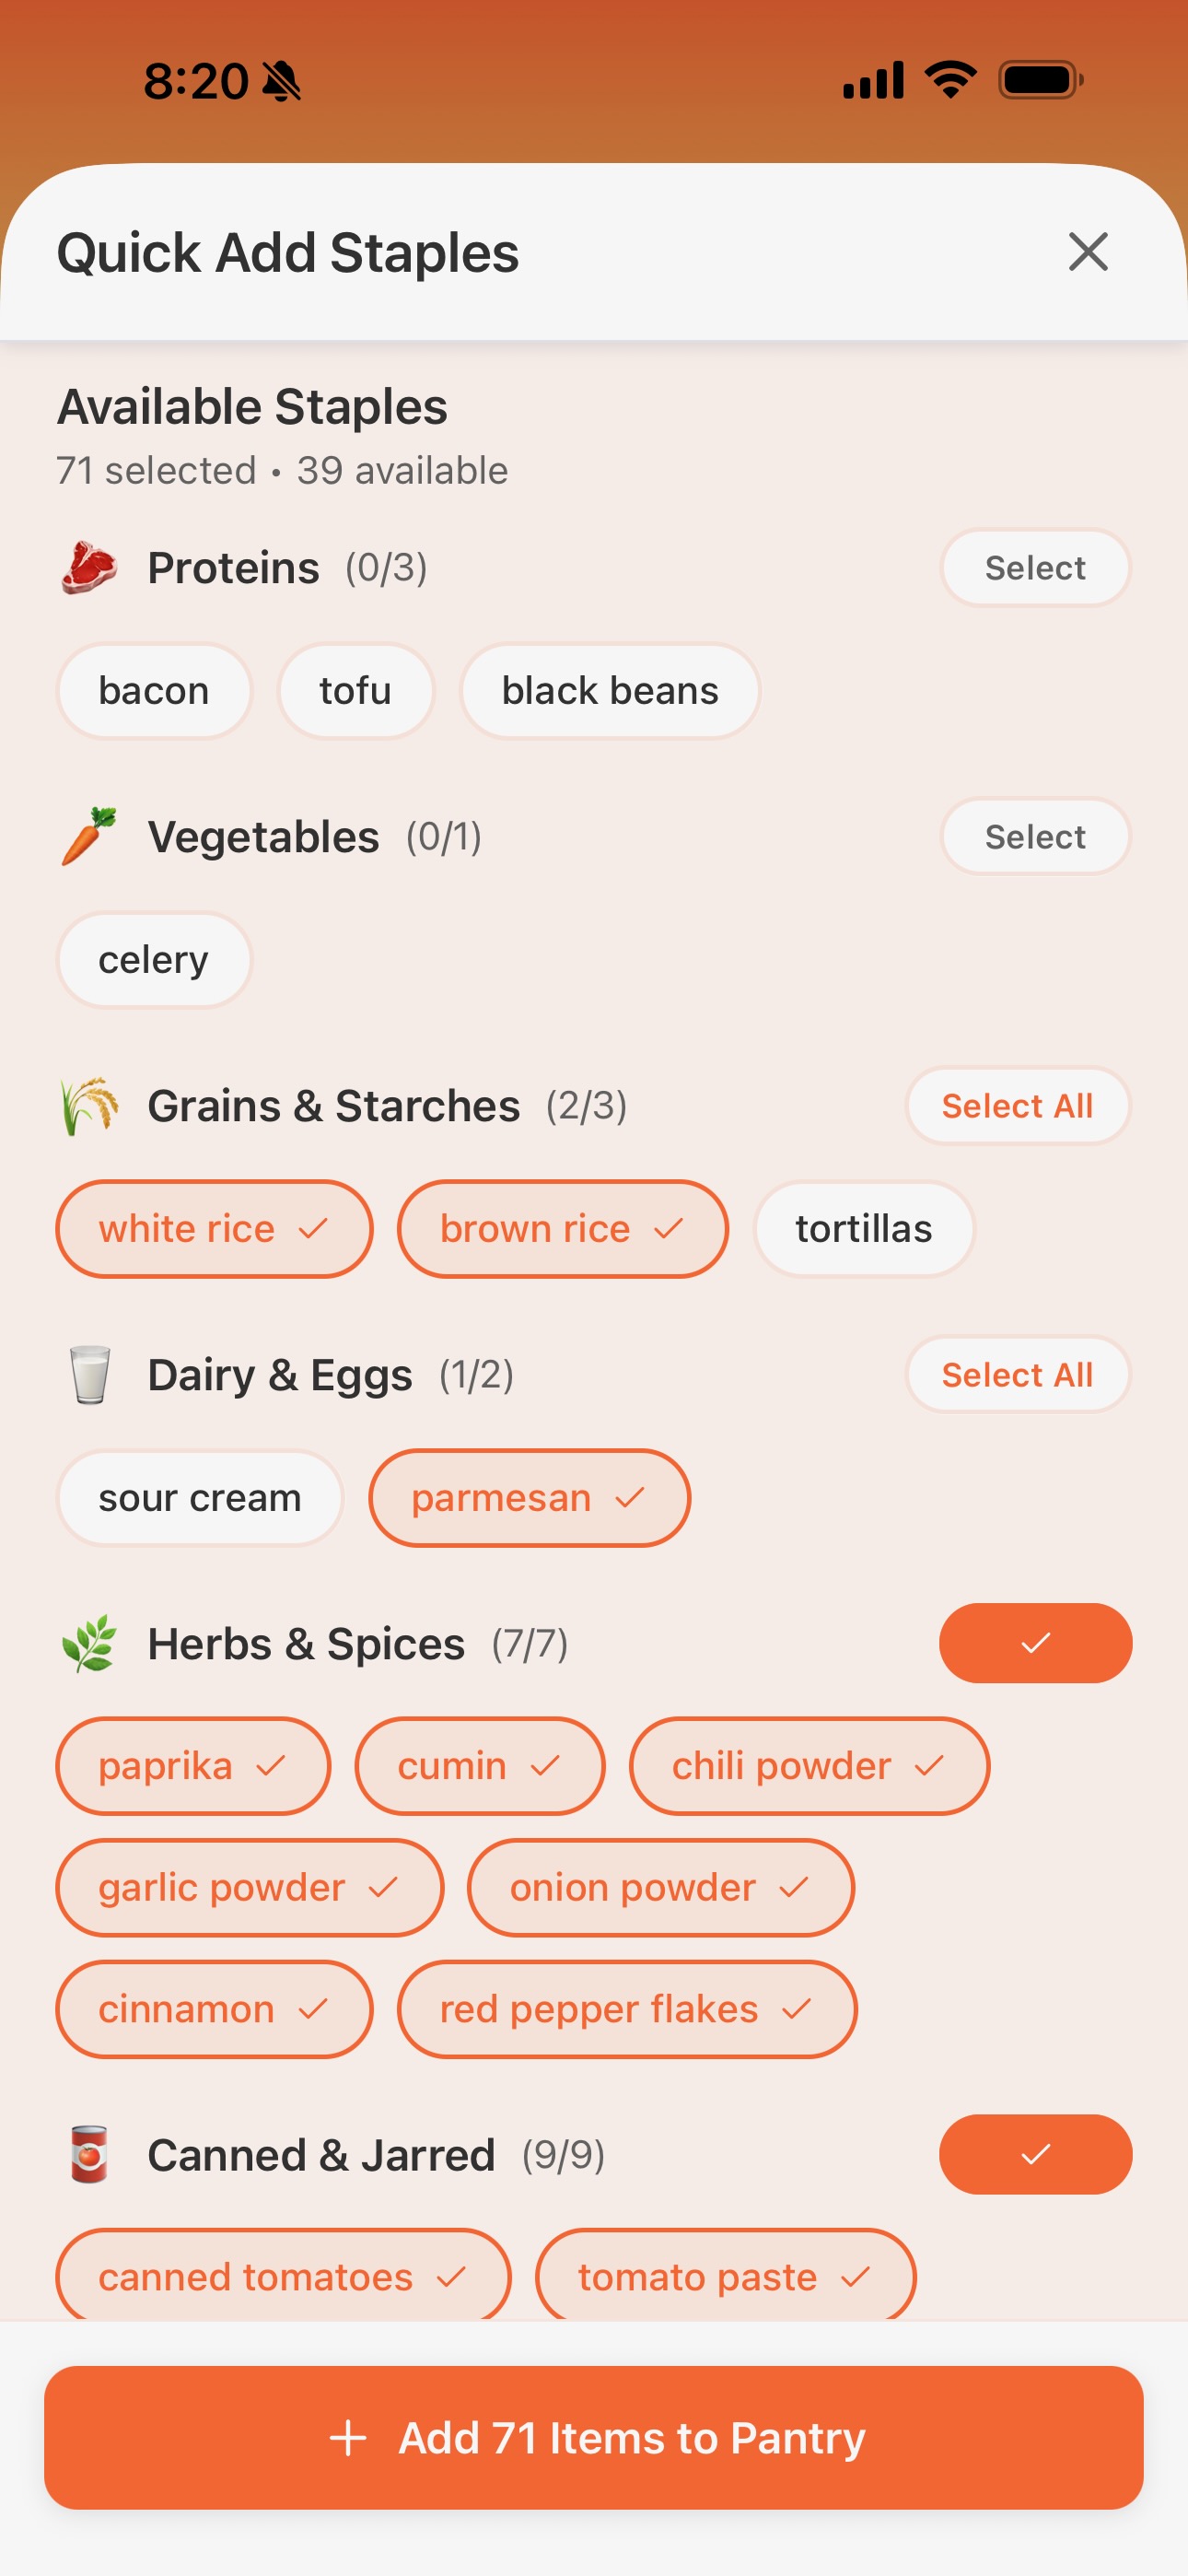 8:20
Quick Add Staples
Available Staples
71 selected • 39 available
Proteins (0/3) Select
bacon tofu black beans
Vegetables (0/1) Select
celery
Grains & Starches (2/3) Select All
white rice brown rice tortillas
Dairy & Eggs (1/2) Select All
sour cream parmesan
Herbs & Spices (7/7)
paprika cumin chili powder
garlic powder onion powder
cinnamon red pepper flakes
Canned & Jarred (9/9)
canned tomatoes tomato paste
+ Add 71 Items to Pantry